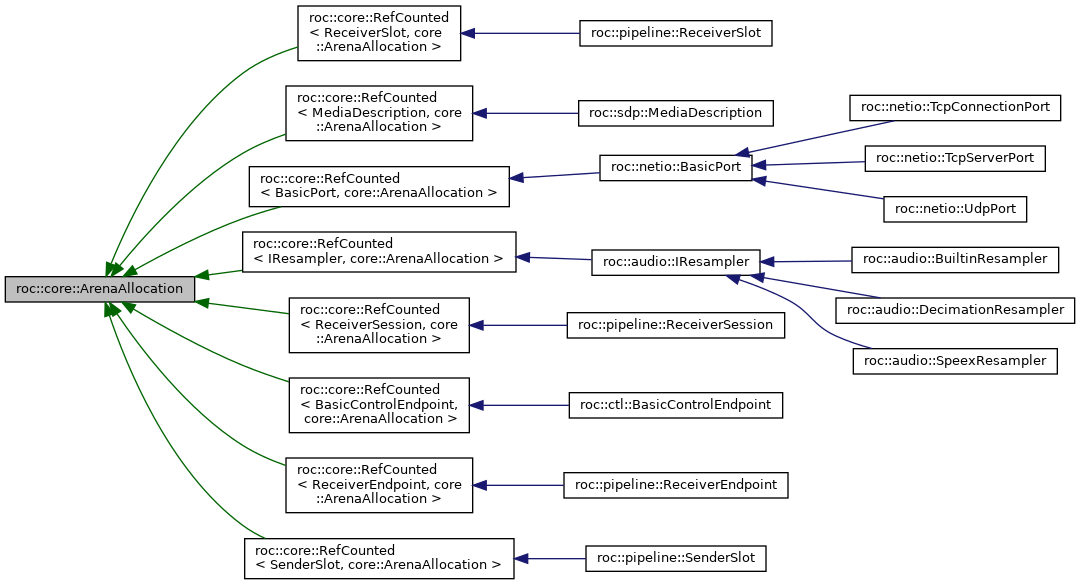 roc::core::RefCounted
< ReceiverSlot, core
::ArenaAllocation >
roc::pipeline::ReceiverSlot
roc::core::RefCounted
< MediaDescription, core
::ArenaAllocation >
roc::sdp::MediaDescription
roc::netio::TcpConnectionPort
roc::core::RefCounted
< BasicPort, core::ArenaAllocation >
roc::netio::BasicPort
roc::netio::TcpServerPort
roc::netio::UdpPort
roc::core::RefCounted
< IResampler, core::ArenaAllocation >
roc::audio::IResampler
roc::audio::BuiltinResampler
roc::core::ArenaAllocation
roc::audio::DecimationResampler
roc::core::RefCounted
< ReceiverSession, core
::ArenaAllocation >
roc::pipeline::ReceiverSession
roc::audio::SpeexResampler
roc::core::RefCounted
< BasicControlEndpoint,
core::ArenaAllocation >
roc::ctl::BasicControlEndpoint
roc::core::RefCounted
< ReceiverEndpoint, core
::ArenaAllocation >
roc::pipeline::ReceiverEndpoint
roc::core::RefCounted
< SenderSlot, core::ArenaAllocation >
roc::pipeline::SenderSlot